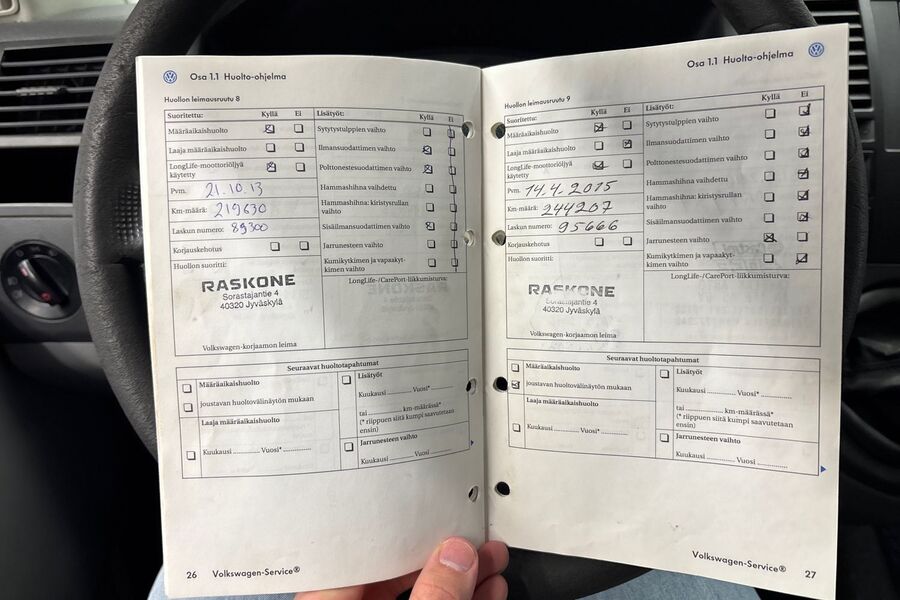 Osa 1.1 Huolto-ohjelma
Huollon leimausruutu 8
Suoritettu: Kyllä Ei
Määräaikaishuolto
Laaja määräaikaishuolto
LongLife-moottoriöljyä
käytetty
Pvm. 21.10.13
Km-määrä: 219630
Laskun numero: 89300
Korjauskehotus
Huollon suoritti:
RASKONE
Sorastajantie 4
40320 Jyväskylä
Volkswagen-korjaamon leima
Lisätyöt: Kyllä Ei
Sytytystulppien vaihto
Ilmansuodattimen vaihto
Polttonestesuodattimen vaihto
Hammashihna vaihdettu
Hammashihna: kiristysrullan
vaihto
Sisäilmansuodattimen vaihto
Jarrunesteen vaihto
Kumikytkimen ja vapaakyt-
kimen vaihto
LongLife-/CarePort-liikkumisturva:
RASKONE
Seuraavat huoltotapahtumat
Määräaikaishuolto
joustavan huoltovälinäytön mukaan
Laaja määräaikaishuolto
Kuukausi ............ Vuosi* ...............
Lisätyöt
Kuukausi ............ Vuosi* ............
tai ............... km-määrässä*
(* riippuen siitä kumpi saavutetaan
ensin)
Jarrunesteen vaihto
Kuukausi ............ Vuosi ............
26 Volkswagen-Service®
Osa 1.1 Huolto-ohjelma
Huollon leimausruutu 9
Suoritettu: Kyllä Ei
Määräaikaishuolto
Laaja määräaikaishuolto
LongLife-moottoriöljyä
käytetty
Pvm. 14.4.2015
Km-määrä: 244207
Laskun numero: 95666
Korjauskehotus
Huollon suoritti:
RASKONE
Sorastajantie 4
40320 Jyväskylä
Volkswagen-korjaamon leima
Lisätyöt: Kyllä Ei
Sytytystulppien vaihto
Ilmansuodattimen vaihto
Polttonestesuodattimen vaihto
Hammashihna vaihdettu
Hammashihna: kiristysrullan
vaihto
Sisäilmansuodattimen vaihto
Jarrunesteen vaihto
Kumikytkimen ja vapaakyt-
kimen vaihto
LongLife-/CarePort-liikkumisturva:
Seuraavat huoltotapahtumat
Määräaikaishuolto
joustavan huoltovälinäytön mukaan
Laaja määräaikaishuolto
Kuukausi ............ Vuosi* ...............
Lisätyöt
Kuukausi ............ Vuosi* ............
tai ............... km-määrässä*
(* riippuen siitä kumpi saavutetaan
ensin)
Jarrunesteen vaihto
Kuukausi ............ Vuosi ............
Volkswagen-Service® 27